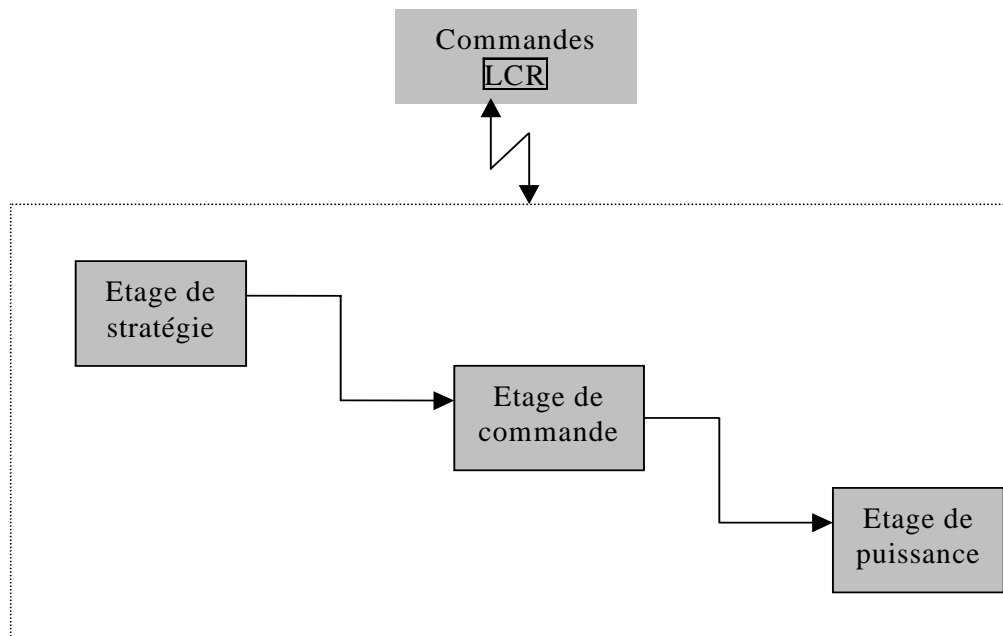 Commandes
LCR
Etage de
stratégie
Etage de
commande
Etage de
puissance